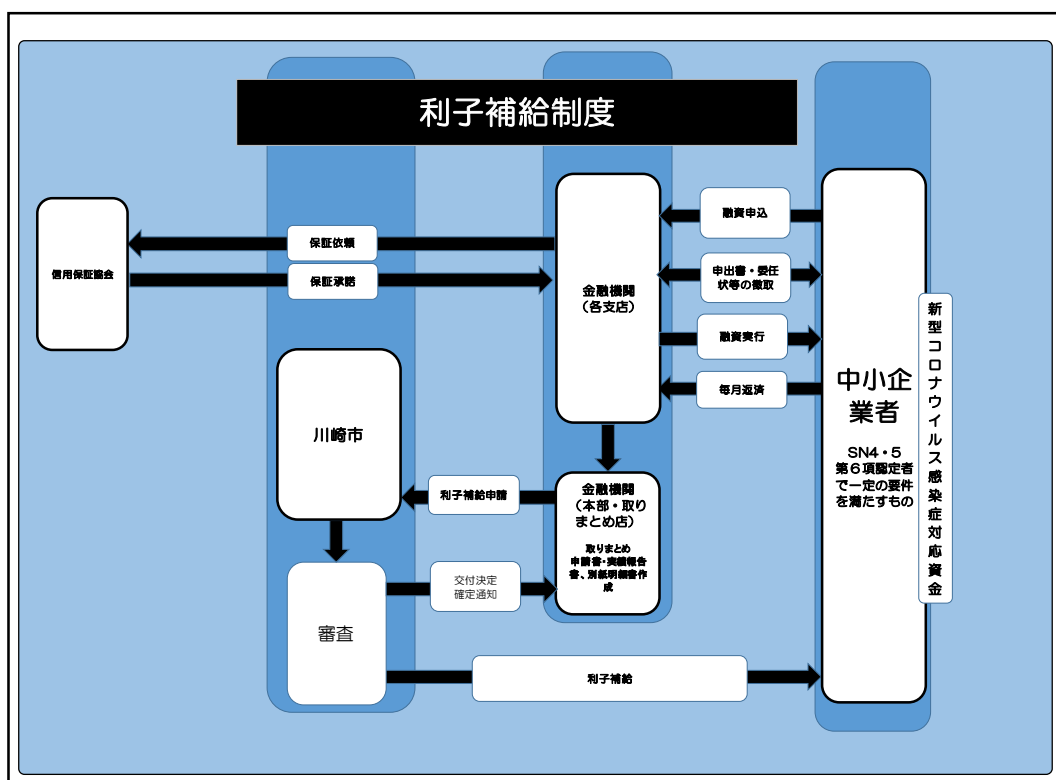 利子補給制度
信用保証協会
保証依頼
保証承諾
金融機関
（各支店）
融資申込
申出書・委任
状等の徴取
融資実行
毎月返済
中小企
業者
SN4・5
第６項認定者
で一定の要件
を満たすもの
新型コロナウイルス感染症対応資金
川崎市
利子補給申請
金融機関
（本部・取り
まとめ店）
取りまとめ
申請書・実績報告
書、別紙明細書作
成
交付決定
確定通知
審査
利子補給